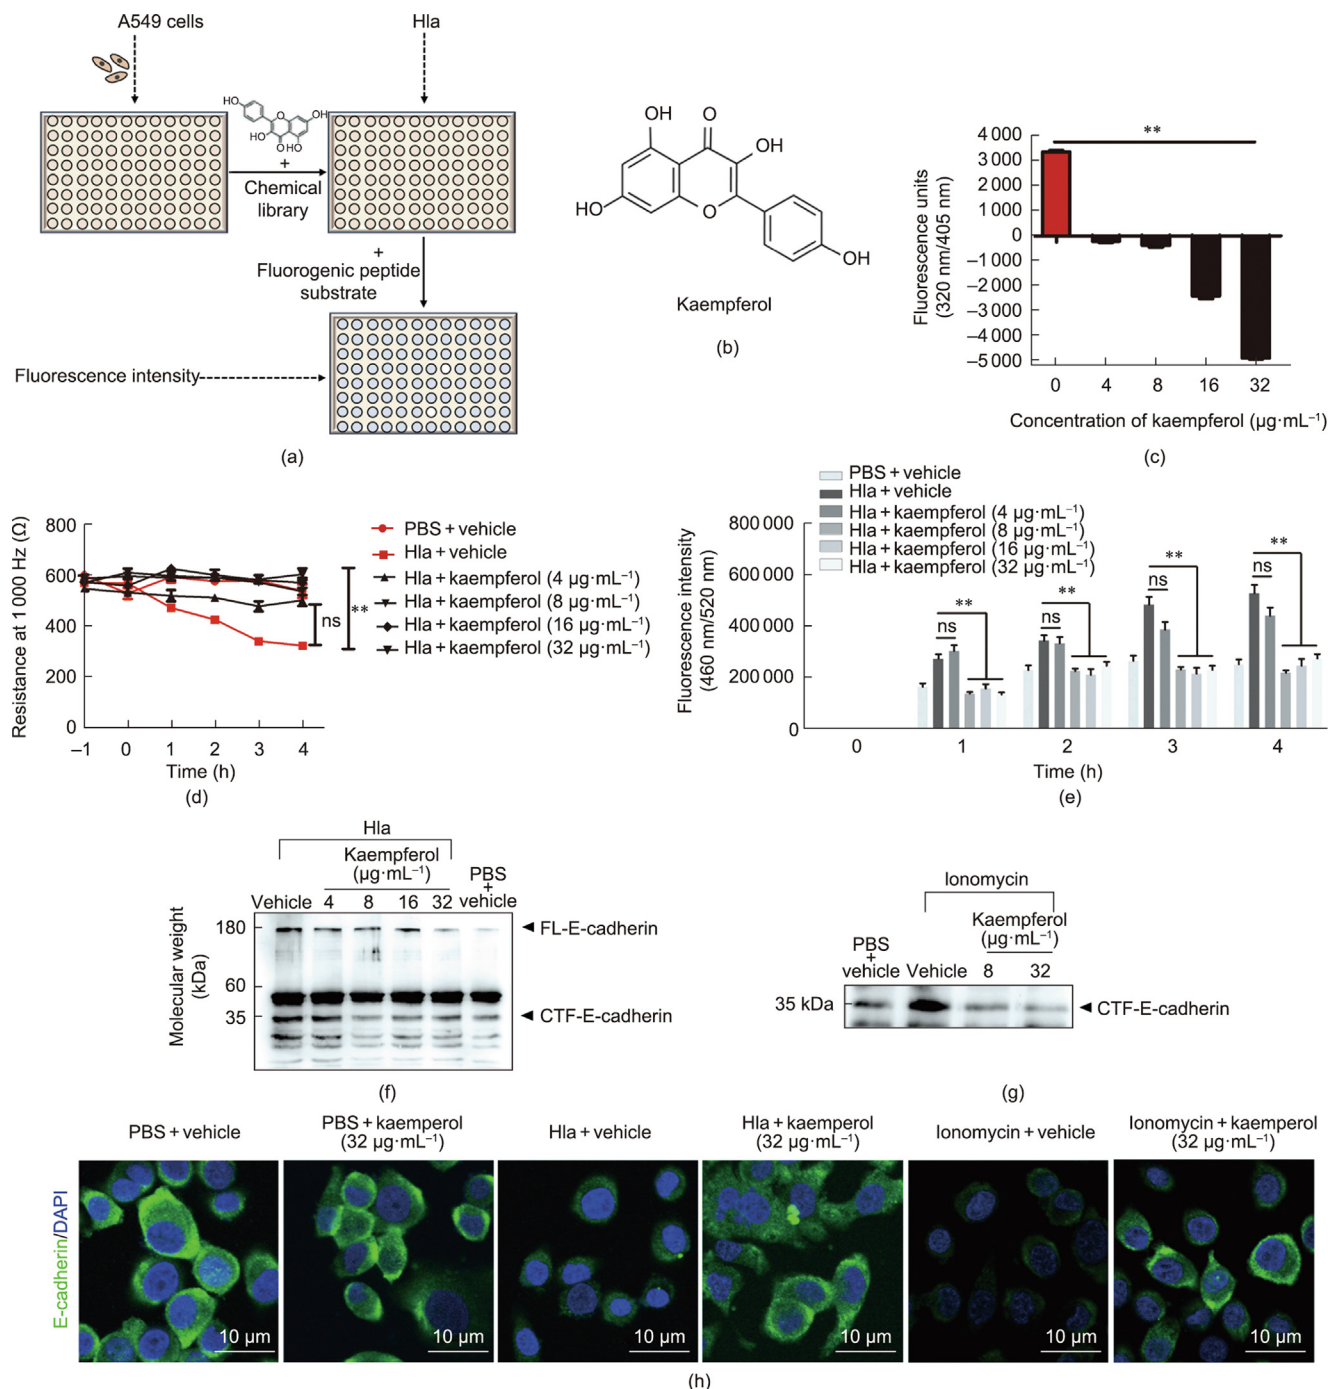 A549 cells
Hla
HO
OH
HO
O
O
OH
+
Chemical
library
+
Fluorogenic peptide
substrate
Fluorescence intensity
(a)
OH
O
OH
HO
O
OH
Kaempferol
(b)
**
4 000
3 000
2 000
1 000
0
–1 000
–2 000
–3 000
–4 000
–5 000
Fluorescence units
(320 nm/405 nm)
0 4 8 16 32
Concentration of kaempferol (μg·mL–1)
(c)
Resistance at 1 000 Hz (Ω)
800
600
400
200
0
–1 0 1 2 3 4
Time (h)
ns
**
PBS + vehicle
Hla + vehicle
Hla + kaempferol (4 μg·mL–1)
Hla + kaempferol (8 μg·mL–1)
Hla + kaempferol (16 μg·mL–1)
Hla + kaempferol (32 μg·mL–1)
(d)
PBS + vehicle
Hla + vehicle
Hla + kaempferol (4 μg·mL–1)
Hla + kaempferol (8 μg·mL–1)
Hla + kaempferol (16 μg·mL–1)
Hla + kaempferol (32 μg·mL–1)
Fluorescence intensity
(460 nm/520 nm)
800 000
600 000
400 000
200 000
0
**
ns
**
ns
**
ns
**
ns
0 1 2 3 4
Time (h)
(e)
Hla
Kaempferol
(μg·mL–1)
PBS
+
vehicle
Vehicle 4 8 16 32
Molecular weight
(kDa)
180
60
35
FL-E-cadherin
CTF-E-cadherin
(f)
Ionomycin
Kaempferol
(μg·mL–1)
PBS
+
vehicle Vehicle 8 32
35 kDa
CTF-E-cadherin
(g)
PBS + vehicle
PBS + kaemperol
(32 μg·mL–1)
Hla + vehicle
Hla + kaemperol
(32 μg·mL–1)
Ionomycin + vehicle
Ionomycin + kaemperol
(32 μg·mL–1)
E-cadherin/DAPI
10 μm
10 μm
10 μm
10 μm
10 μm
10 μm
(h)